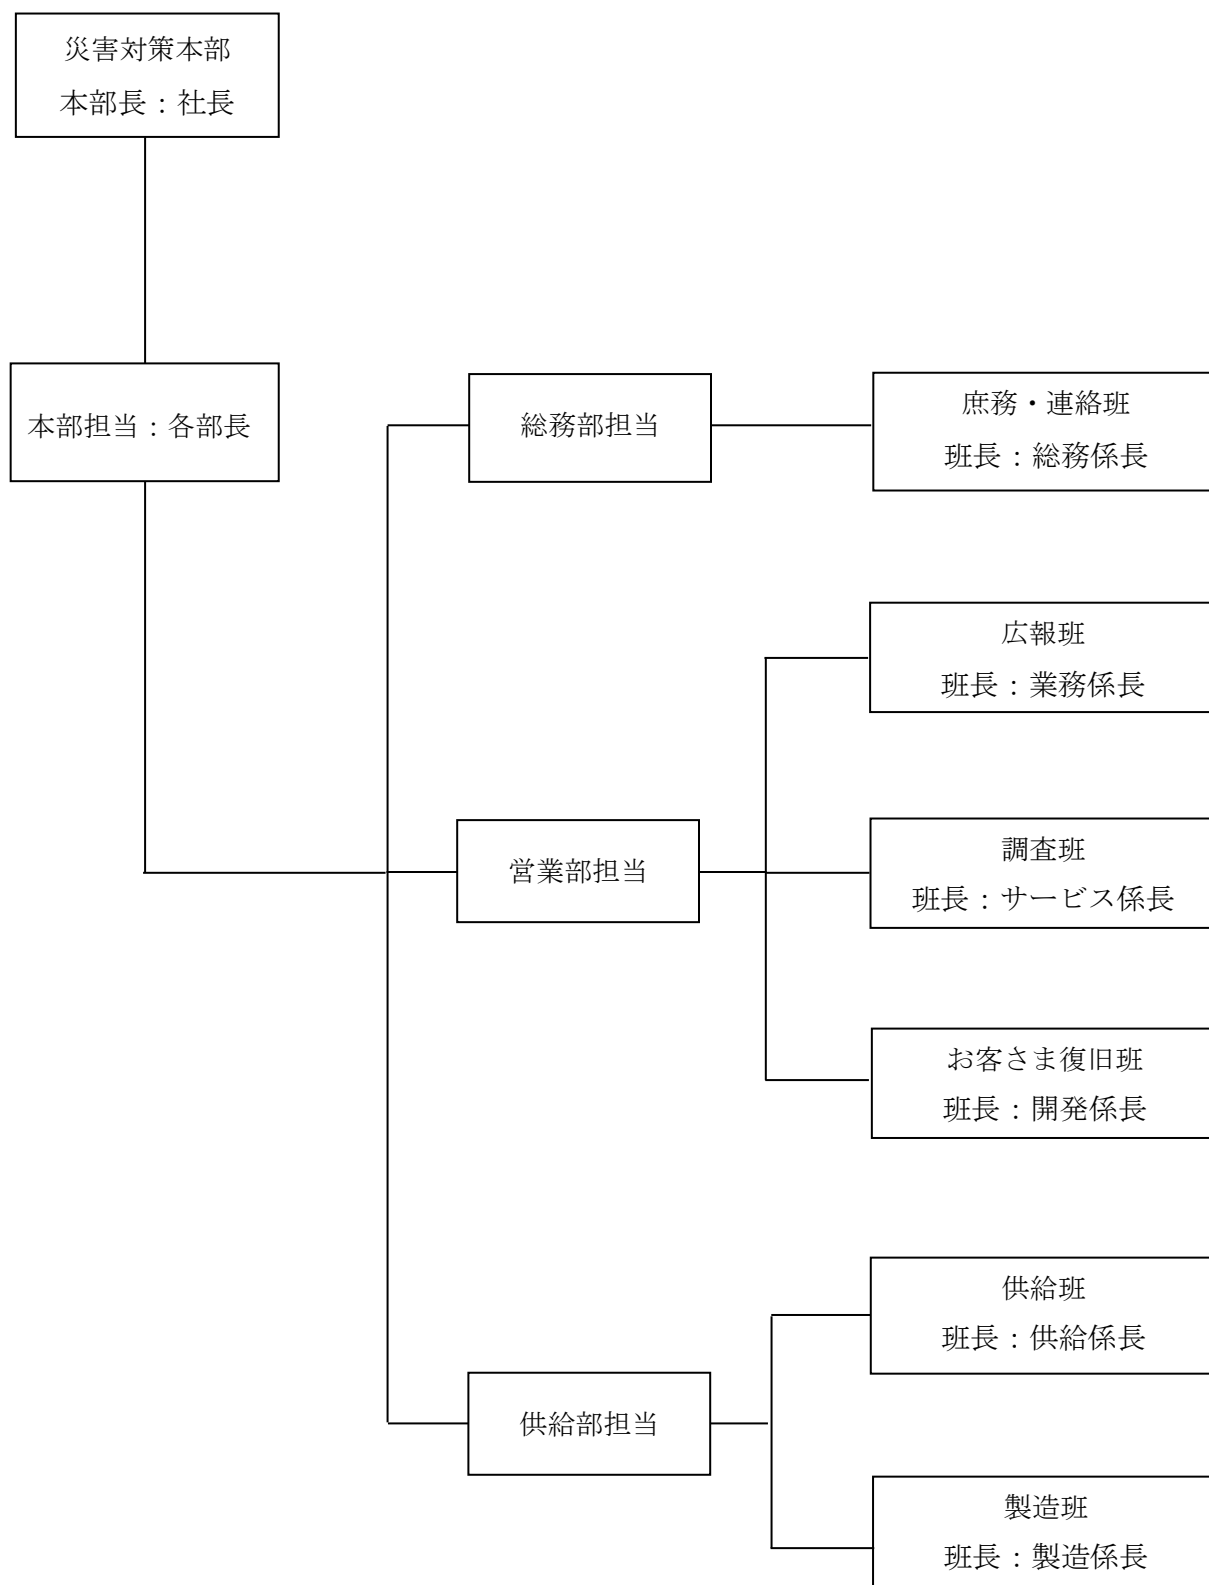 災害対策本部
本部長：社長
本部担当：各部長
総務部担当
庶務・連絡班
班長：総務係長
営業部担当
広報班
班長：業務係長
調査班
班長：サービス係長
お客さま復旧班
班長：開発係長
供給部担当
供給班
班長：供給係長
製造班
班長：製造係長